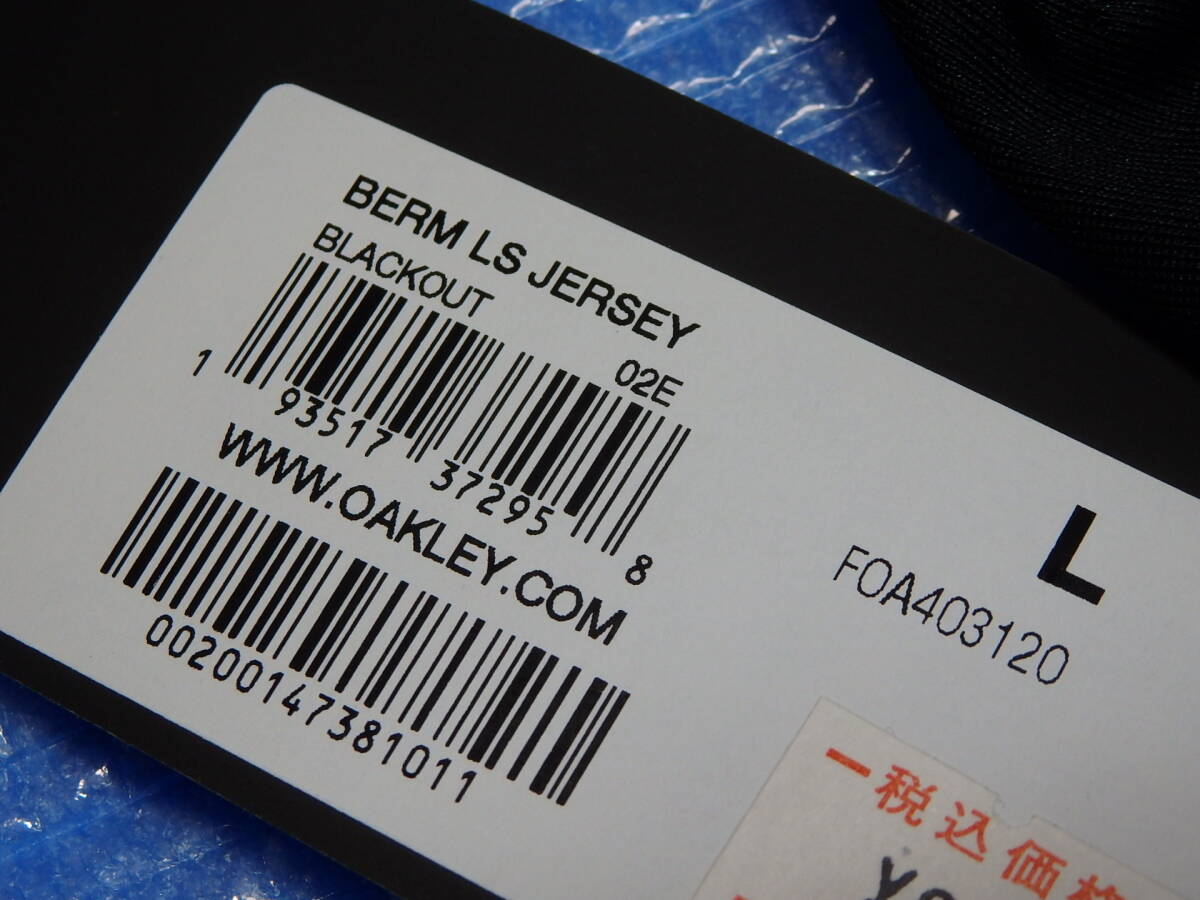 BERM LS JERSEY
BLACKOUT
02E
1 93517 37295 8
WWW.OAKLEY.COM
00200147381011
L
FOA403120
税込価格